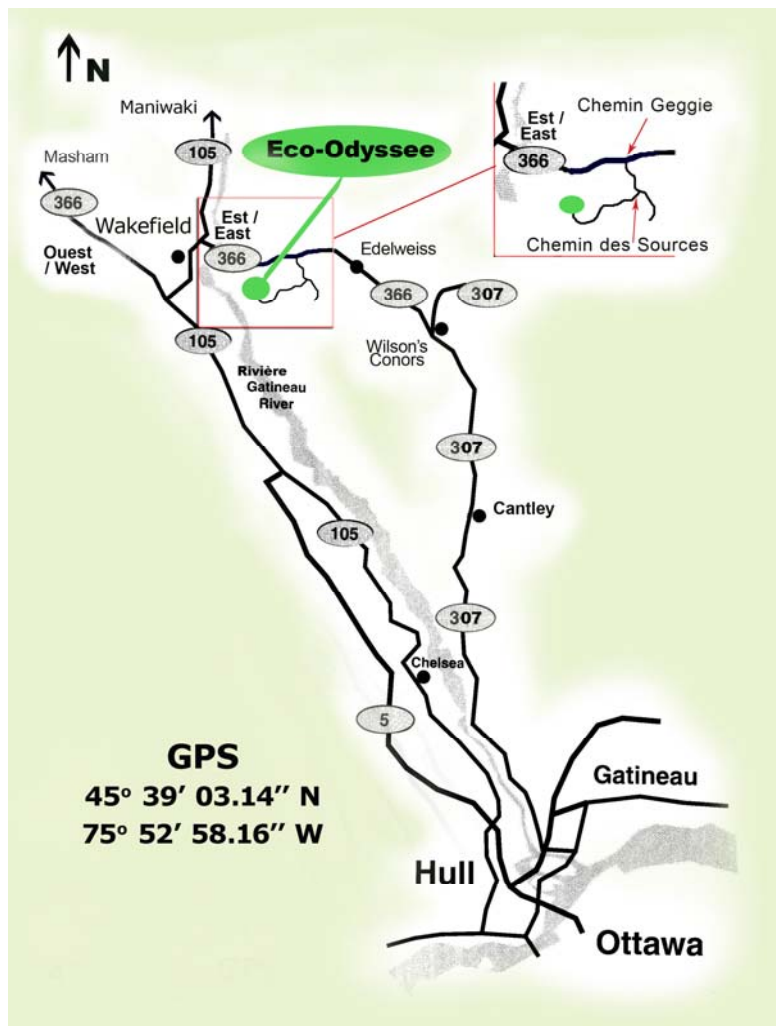 N
Maniwaki
Masham
105
366
Wakefield
Ouest
/ West
Eco-Odyssee
Est /
East
366
Chemin Geggie
Est /
East
366
Chemin des Sources
Edelweiss
366
307
Wilson's
Conors
105
Rivière
Gatineau
River
307
Cantley
105
307
Chelsea
5
GPS
45º 39’ 03.14’’ N
75º 52’ 58.16’’ W
Gatineau
Hull
Ottawa